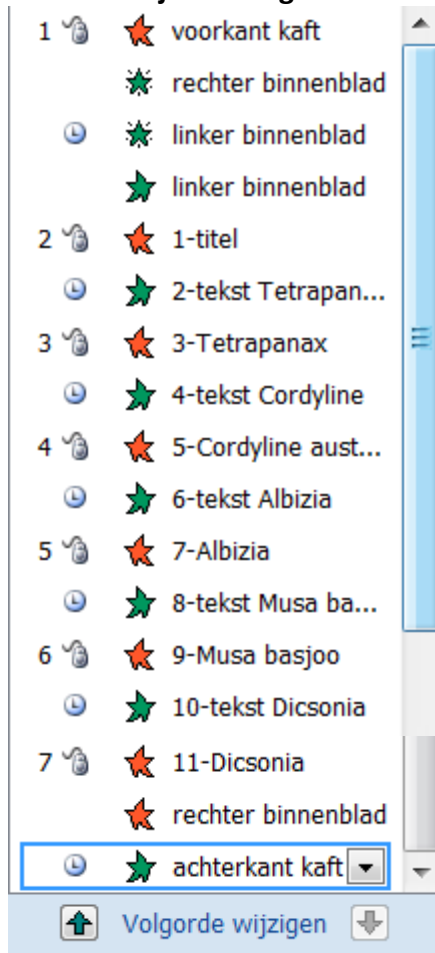 1 voorkant kaft
rechter binnenblad
linker binnenblad
linker binnenblad
2 1-titel
2-tekst Tetrapan...
3 3-Tetrapanax
4-tekst Cordyline
4 5-Cordyline aust...
6-tekst Albizia
5 7-Albizia
8-tekst Musa ba...
6 9-Musa basjoo
10-tekst Dicsonia
7 11-Dicsonia
rechter binnenblad
achterkant kaft
Volgorde wijzigen